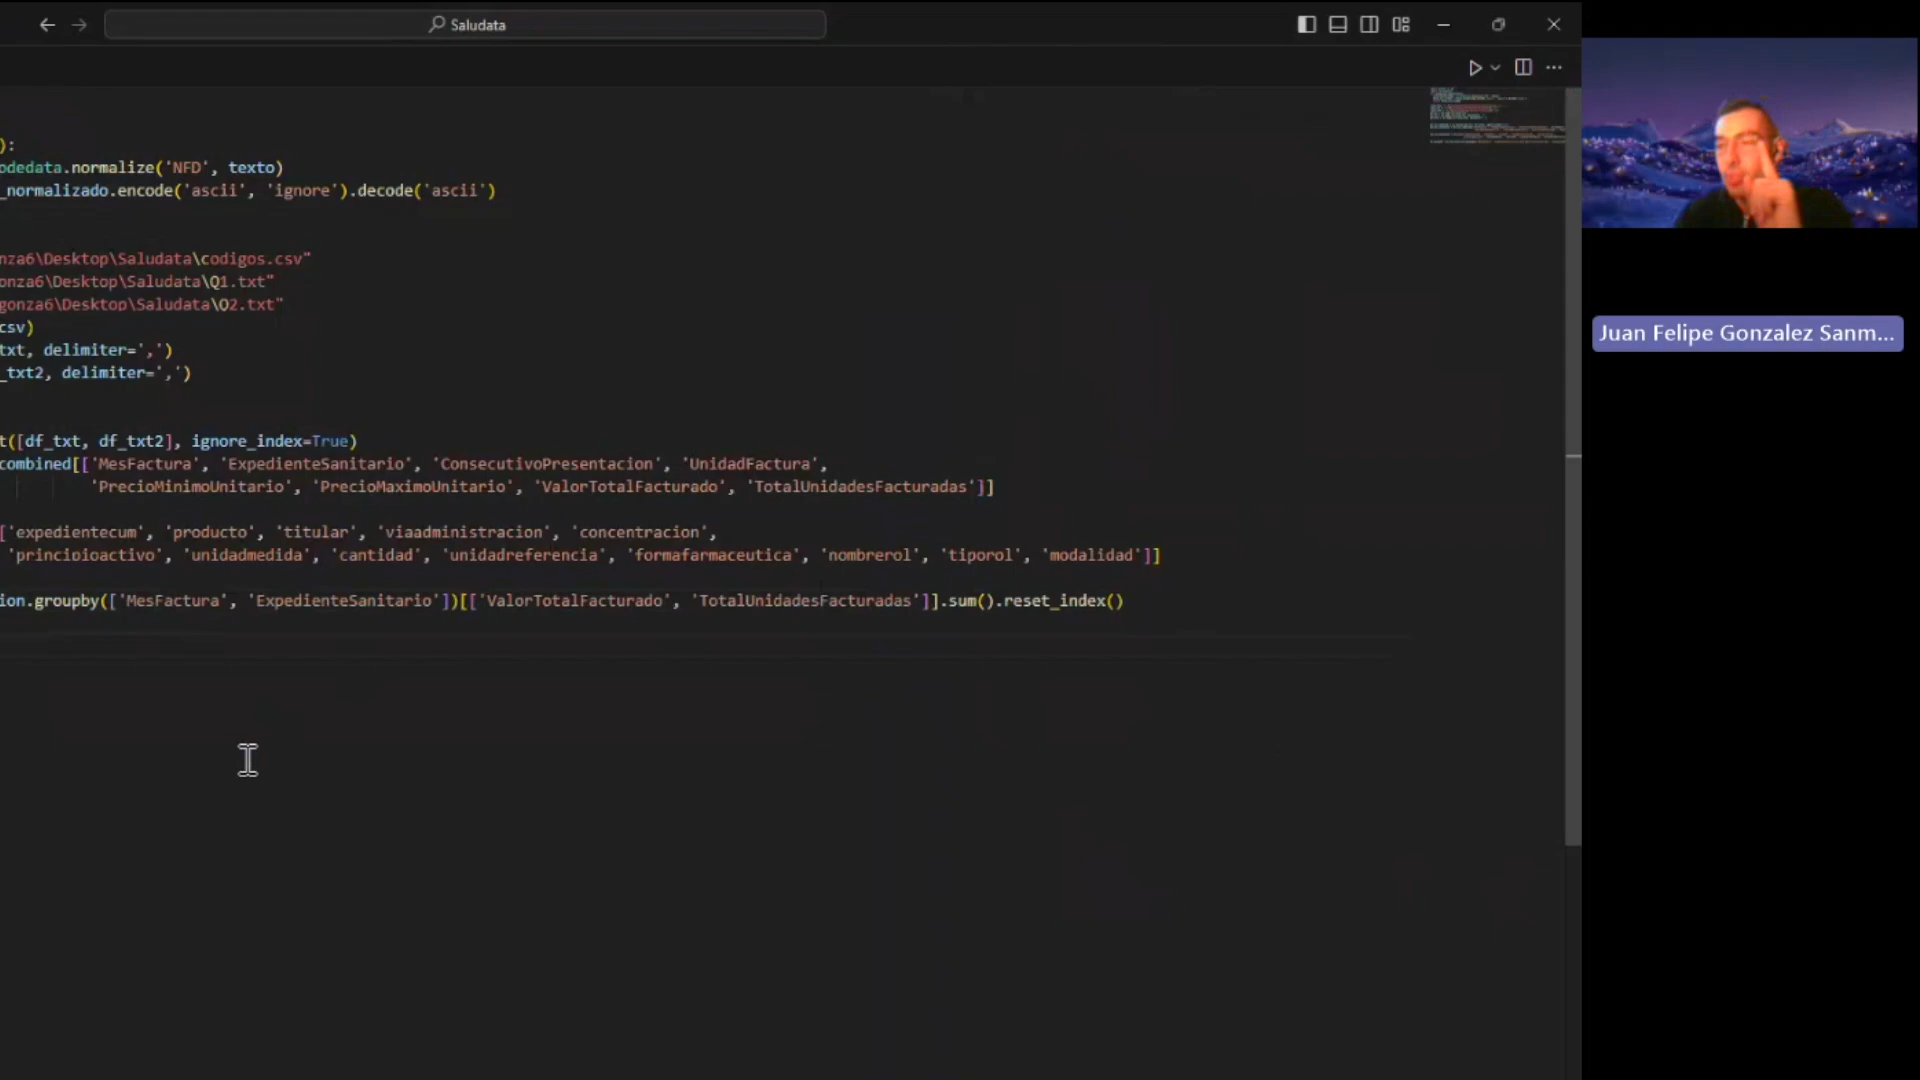 Saludata
):
odedata.normalize('NFD', texto)
_normalizado.encode('ascii', 'ignore').decode('ascii')
nza6\Desktop\Saludata\codigos.csv"
onza6\Desktop\Saludata\Q1.txt"
gonza6\Desktop\Saludata\Q2.txt"
csv)
txt, delimiter=',')
_txt2, delimiter=',')
t([df_txt, df_txt2], ignore_index=True)
combined[['MesFactura', 'ExpedienteSanitario', 'ConsecutivoPresentacion', 'UnidadFactura',
'PrecioMinimoUnitario', 'PrecioMaximoUnitario', 'ValorTotalFacturado', 'TotalUnidadesFacturadas']]
['expedientecum', 'producto', 'titular', 'viaadministracion', 'concentracion',
'principioactivo', 'unidadmedida', 'cantidad', 'unidadreferencia', 'formafarmaceutica', 'nombrerol', 'tiporol', 'modalidad']]
ion.groupby(['MesFactura', 'ExpedienteSanitario'])[['ValorTotalFacturado', 'TotalUnidadesFacturadas']].sum().reset_index()
Juan Felipe Gonzalez Sanm...